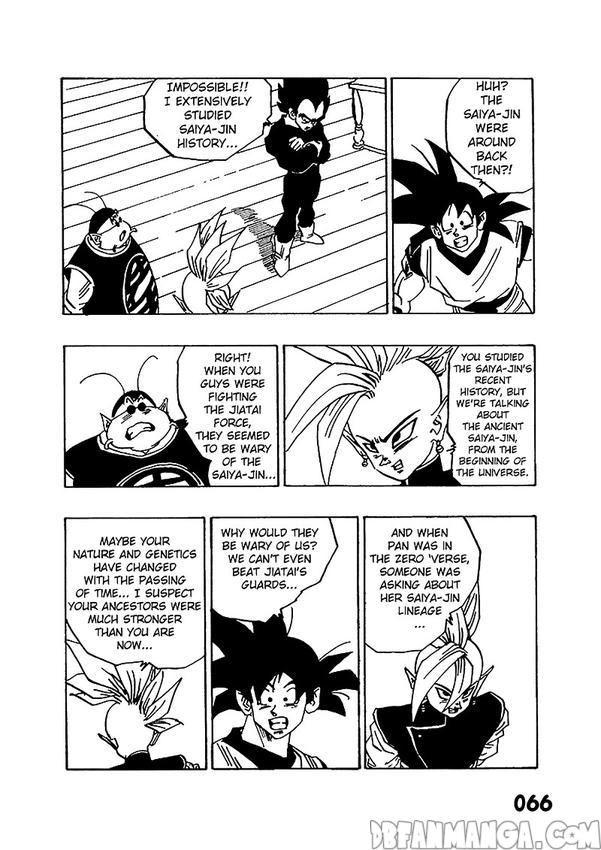 HUH?
THE
SAIYA-JIN
WERE
AROUND
BACK
THEN?!
IMPOSSIBLE!!
I EXTENSIVELY
STUDIED
SAIYA-JIN
HISTORY...
YOU STUDIED
THE SAIYA-JIN'S
RECENT
HISTORY, BUT
WE'RE TALKING
ABOUT
THE ANCIENT
SAIYA-JIN,
FROM THE
BEGINNING OF
THE UNIVERSE.
RIGHT!
WHEN YOU
GUYS WERE
FIGHTING
THE JIATAI
FORCE,
THEY SEEMED
TO BE WARY
OF THE
SAIYA-JIN...
AND WHEN
PAN WAS IN
THE ZERO 'VERSE,
SOMEONE WAS
ASKING ABOUT
HER SAIYA-JIN
LINEAGE
...
WHY WOULD THEY
BE WARY OF US?
WE CAN'T EVEN
BEAT JIATAI'S
GUARDS...
MAYBE YOUR
NATURE AND GENETICS
HAVE CHANGED
WITH THE PASSING
OF TIME... I SUSPECT
YOUR ANCESTORS WERE
MUCH STRONGER
THAN YOU ARE
NOW...
066
DBFANMANGA.COM